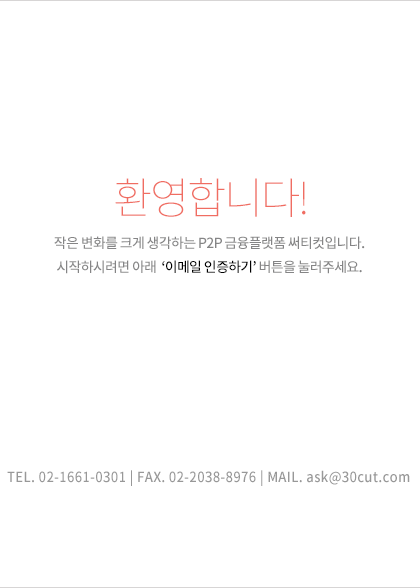 환영합니다!
작은 변화를 크게 생각하는 P2P 금융플랫폼 써티컷입니다.
시작하시려면 아래 ‘이메일 인증하기’ 버튼을 눌러주세요.
TEL. 02-1661-0301 | FAX. 02-2038-8976 | MAIL. ask@30cut.com